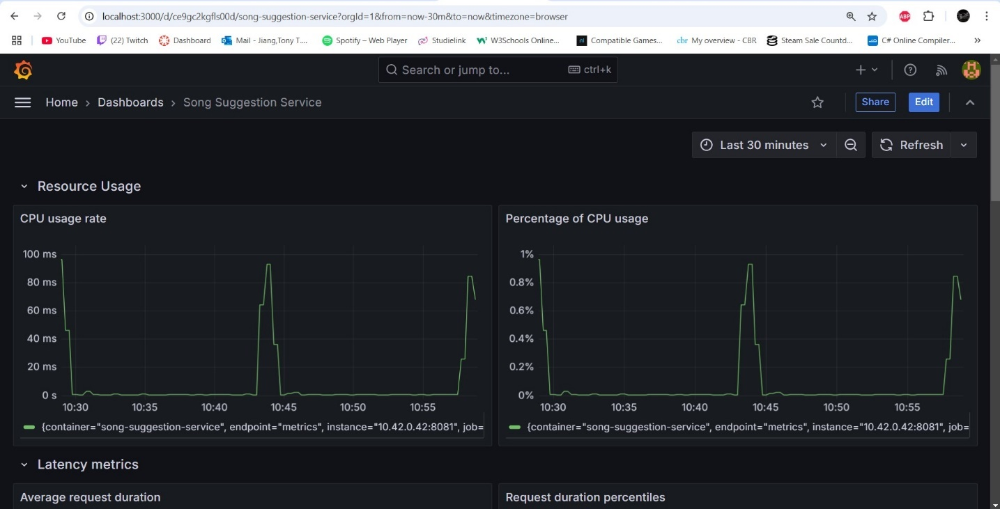 localhost:3000/d/ce9gc2kgfls00d/song-suggestion-service?orgId=1&from=now-30m&to=now&timezone=browser
ABP
YouTube (22) Twitch Dashboard Mail - Jiang,Tony T.... Spotify – Web Player Studielink W3Schools Online... Compatible Games... cbr My overview - CBR Steam Sale Countd... C# Online Compiler...
Search or jump to... ctrl+k
Home › Dashboards › Song Suggestion Service
Share Edit
Last 30 minutes Refresh
Resource Usage
CPU usage rate
100 ms
80 ms
60 ms
40 ms
20 ms
0 s
10:30 10:35 10:40 10:45 10:50 10:55
{container="song-suggestion-service", endpoint="metrics", instance="10.42.0.42:8081", job=
Percentage of CPU usage
1%
0.8%
0.6%
0.4%
0.2%
0%
10:30 10:35 10:40 10:45 10:50 10:55
{container="song-suggestion-service", endpoint="metrics", instance="10.42.0.42:8081", job=
Latency metrics
Average request duration
Request duration percentiles